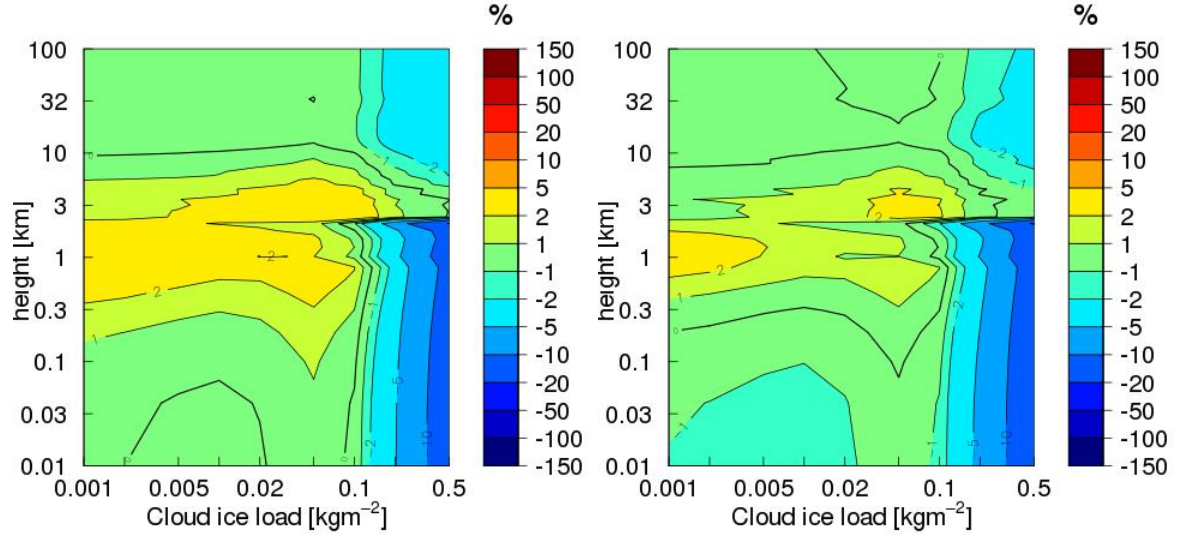 % %
100 150 100 150
100 100
32 50 32 50
20 20
10 10 10 10
5 5
3 2 3 2
1 1
1 -1 1 -1
-2 -2
0.3 -5 0.3 -5
-10 -10
0.1 -20 0.1 -20
-50 -50
0.03 -100 0.03 -100
0.01 -150 0.01 -150
height [km] height [km]
0.001 0.005 0.02 0.1 0.5 0.001 0.005 0.02 0.1 0.5
Cloud ice load [kgm⁻²] Cloud ice load [kgm⁻²]